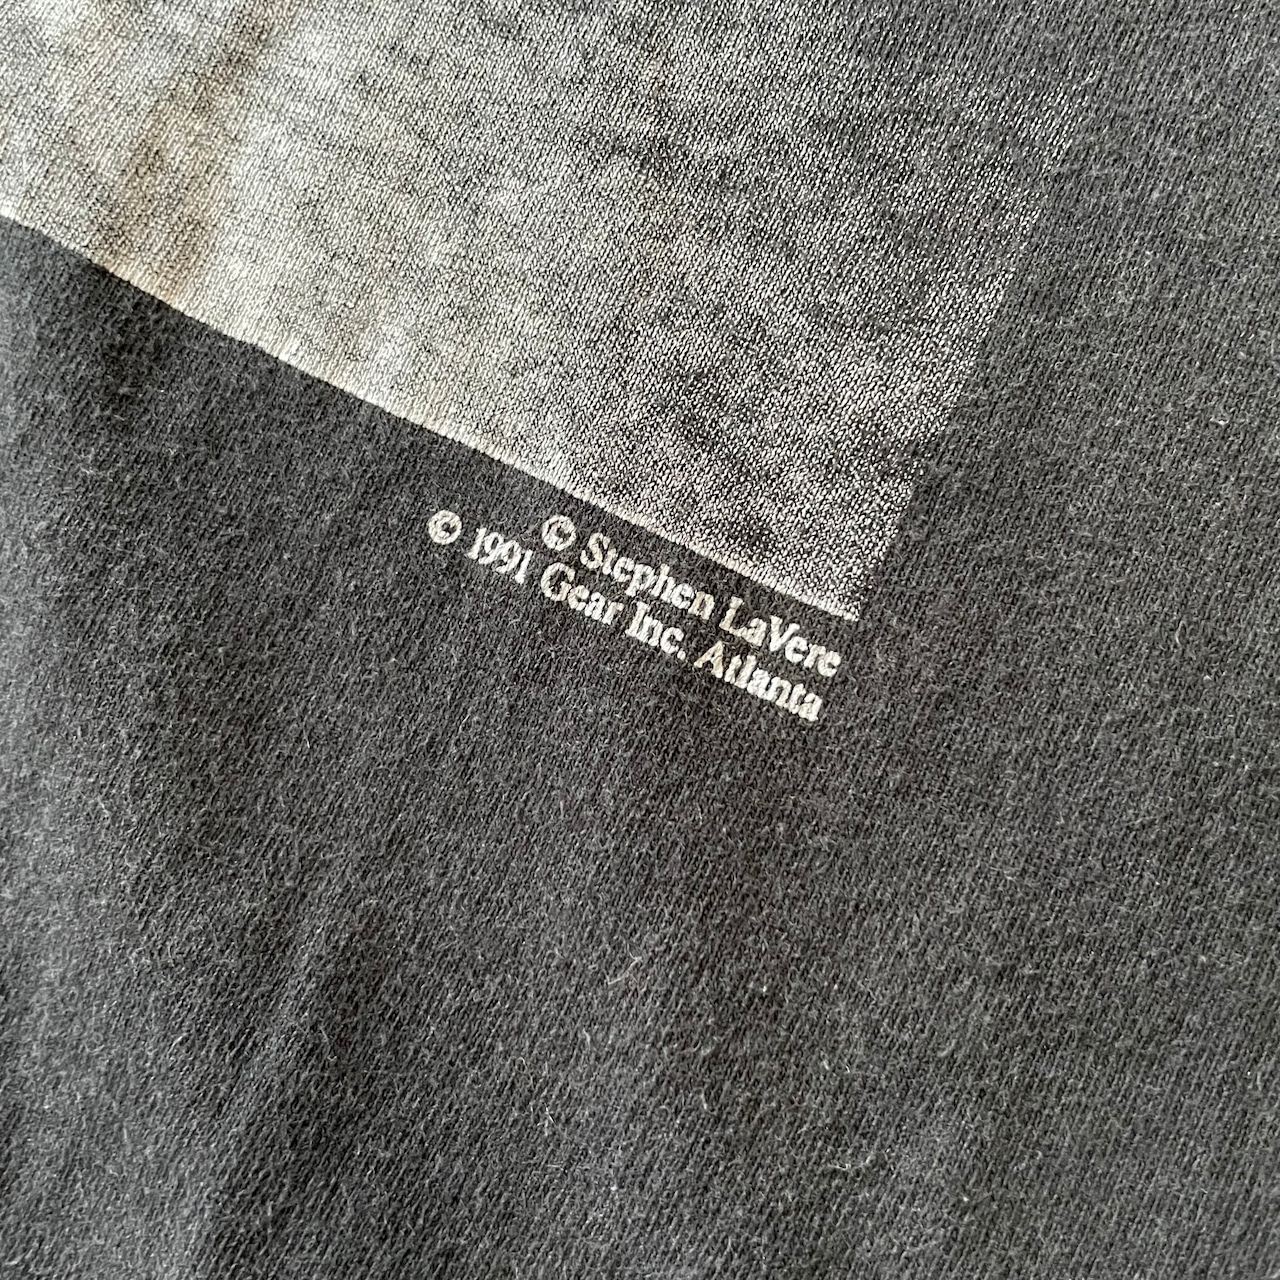 © Stephen LaVere
© 1991 Gear Inc. Atlanta